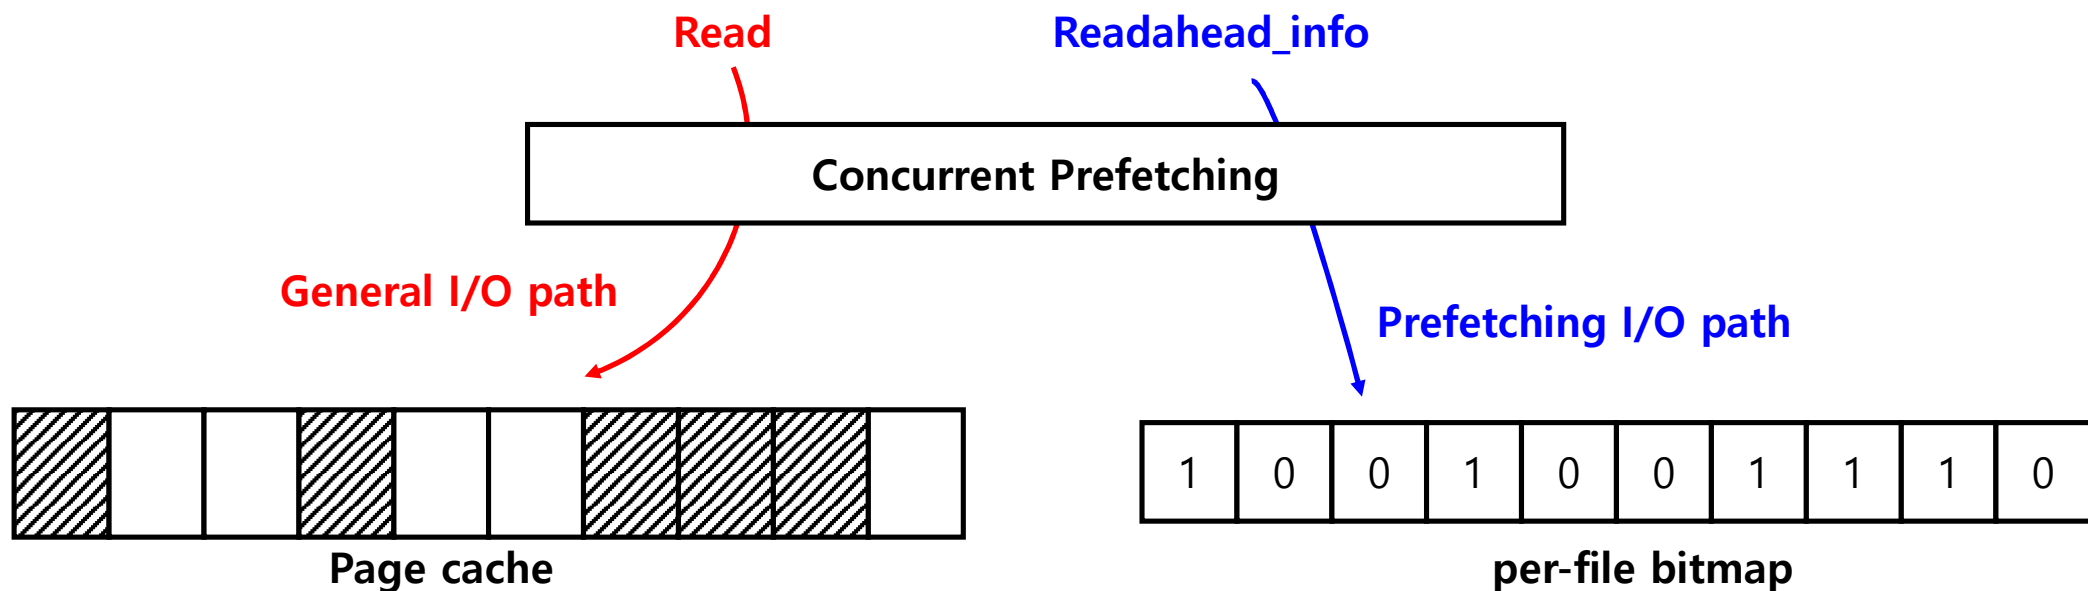 Read
Readahead_info
Concurrent Prefetching
General I/O path
Prefetching I/O path
1 0 0 1 0 0 1 1 1 0
Page cache
per-file bitmap